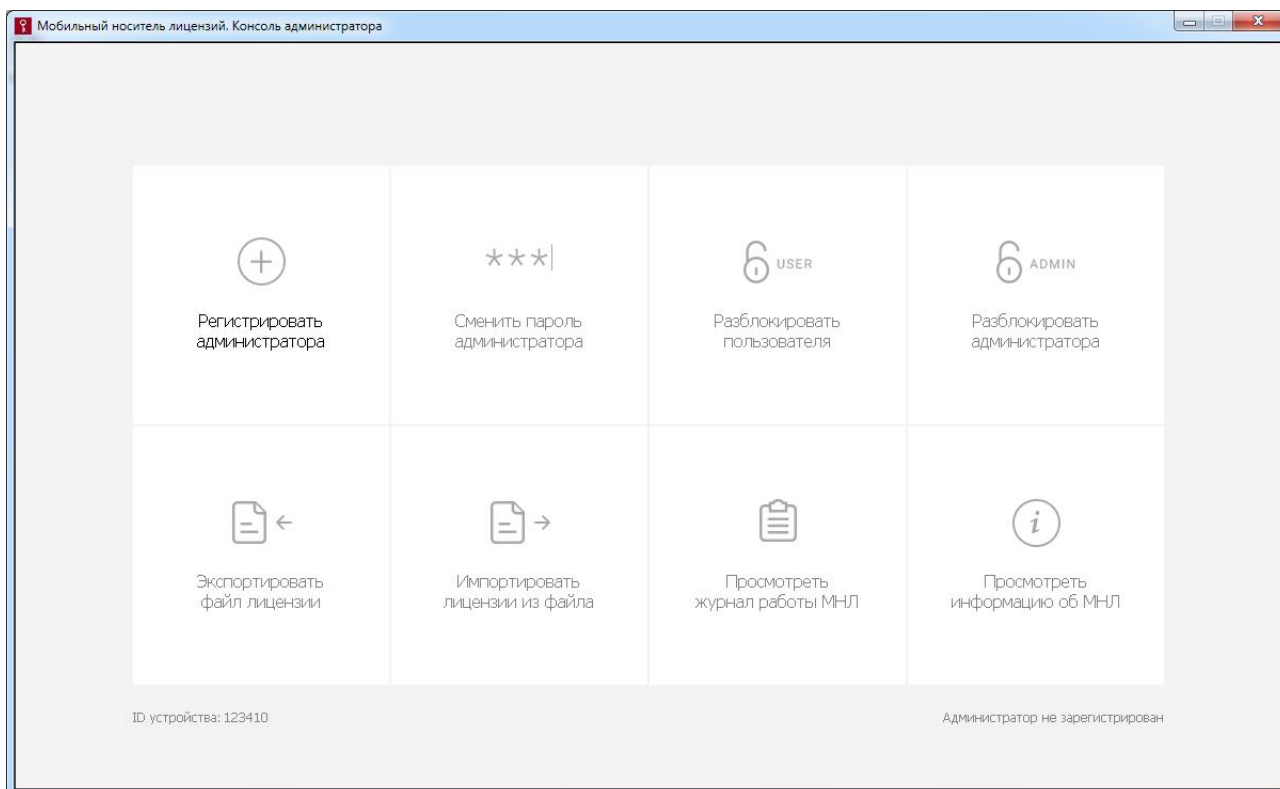 Мобильный носитель лицензий. Консоль администратора
***
USER
ADMIN
Регистрировать
администратора
Сменить пароль
администратора
Разблокировать
пользователя
Разблокировать
администратора
Экспортировать
файл лицензии
Импортировать
лицензии из файла
Просмотреть
журнал работы МНЛ
Просмотреть
информацию об МНЛ
ID устройства: 123410
Администратор не зарегистрирован